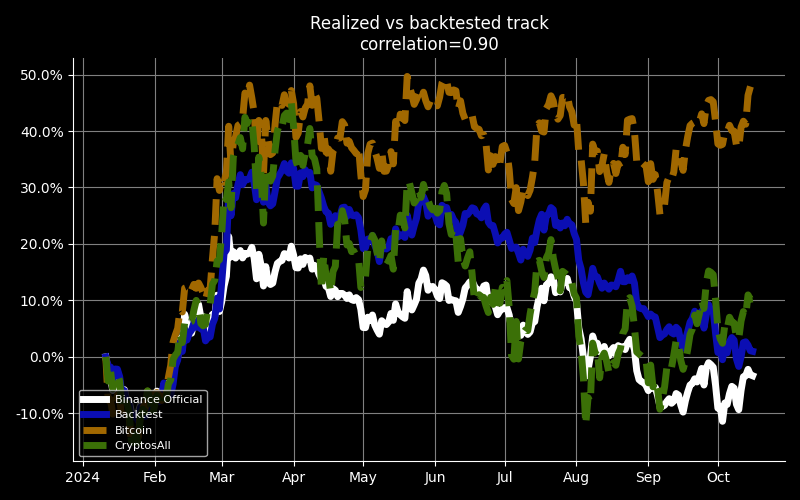 Realized vs backtested track
correlation=0.90
50.0%
40.0%
30.0%
20.0%
10.0%
0.0%
-10.0%
Binance Official
Backtest
Bitcoin
CryptosAll
2024 Feb Mar Apr May Jun Jul Aug Sep Oct